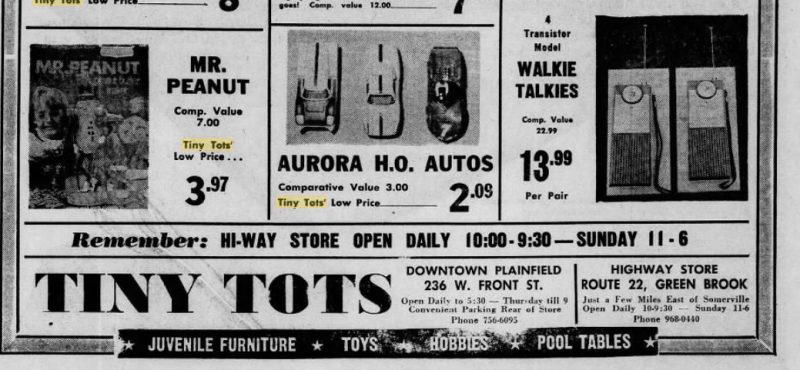 Tiny Tots' Low Price
8
goes! Comp. value 12.00
7
MR. PEANUT
MR.
PEANUT
Comp. Value
7.00
Tiny Tots'
Low Price...
3.97
AURORA H.O. AUTOS
Comparative Value 3.00
Tiny Tots' Low Price
2.09
4
Transistor
Model
WALKIE
TALKIES
Comp. Value
22.99
13.99
Per Pair
Remember: HI-WAY STORE OPEN DAILY 10:00-9:30—SUNDAY 11-6
TINY TOTS
DOWNTOWN PLAINFIELD
236 W. FRONT ST.
Open Daily to 5:30 — Thursday till 9
Convenient Parking Rear of Store
Phone 756-6095
HIGHWAY STORE
ROUTE 22, GREEN BROOK
Just a Few Miles East of Somerville
Open Daily 10-9:30 — Sunday 11-6
Phone 968-0440
★ JUVENILE FURNITURE ★ TOYS ★ HOBBIES ★ POOL TABLES ★